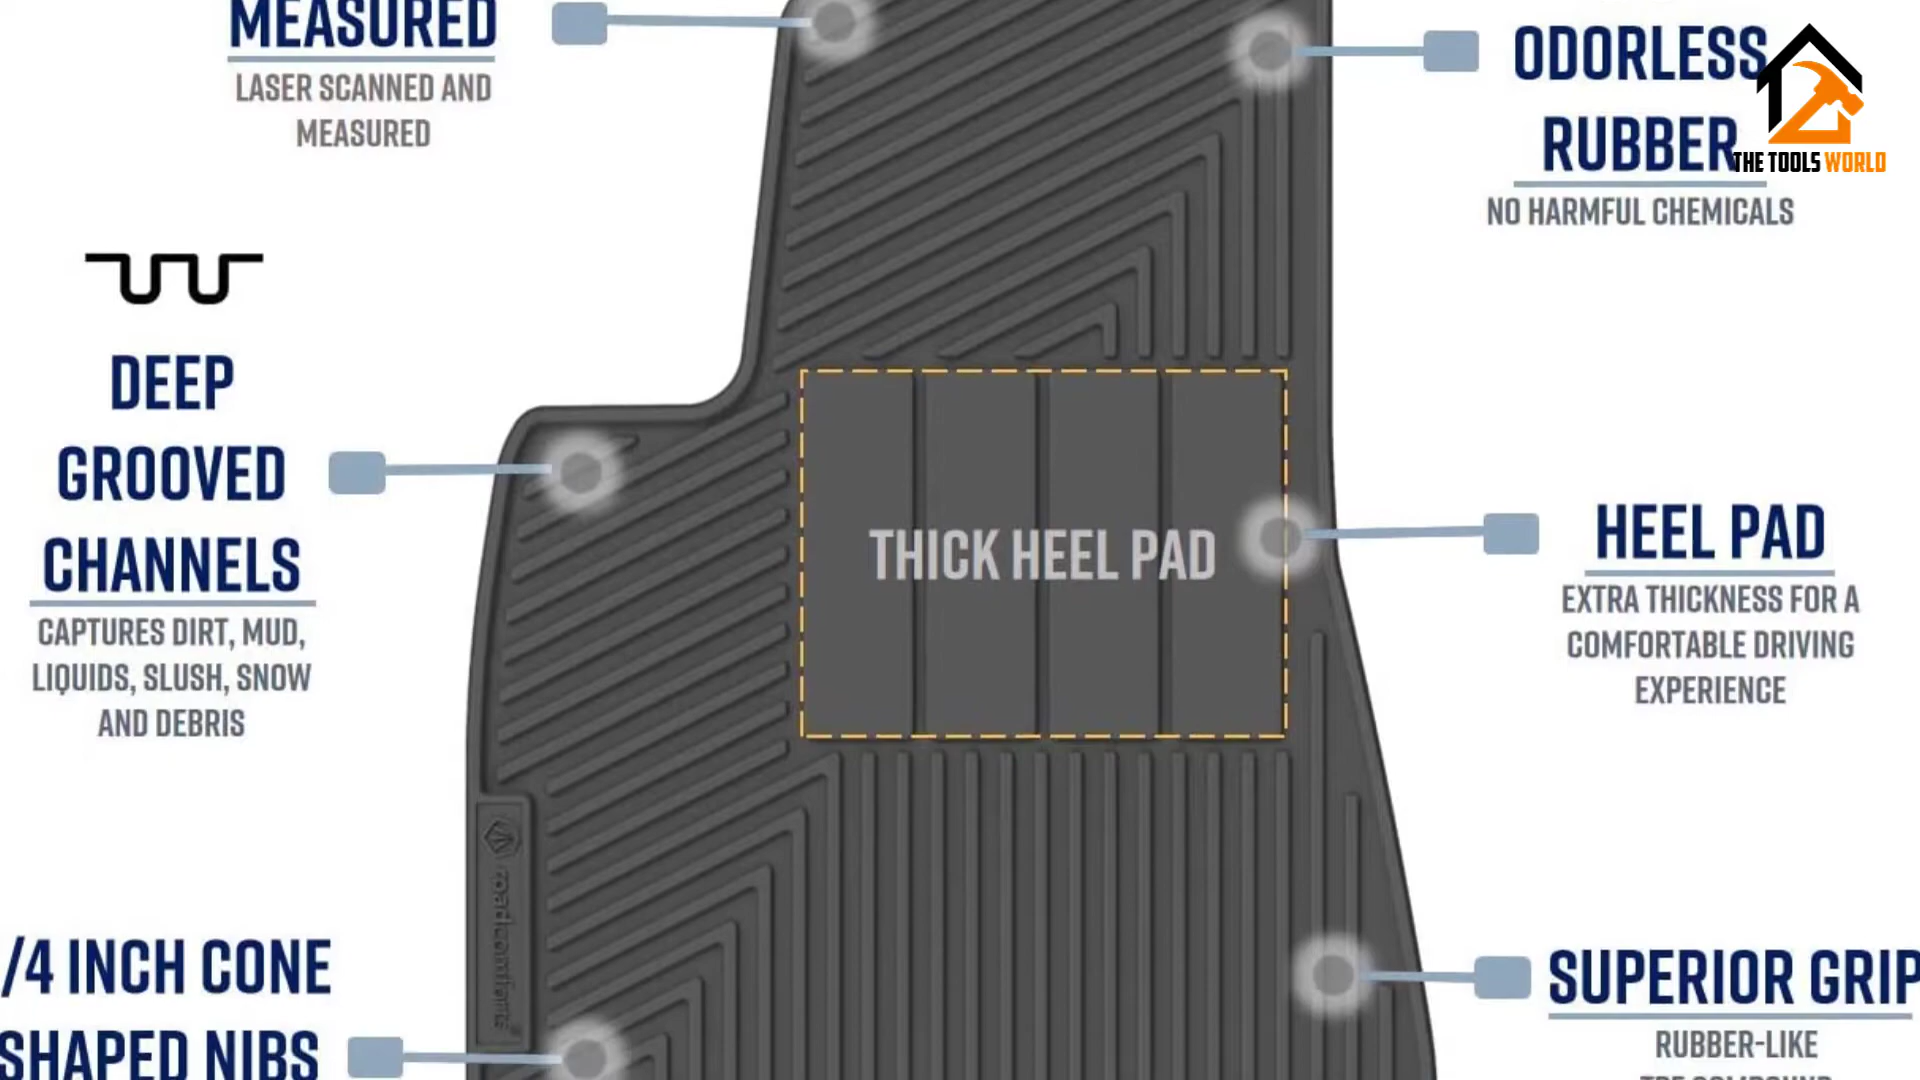 MEASURED
LASER SCANNED AND
MEASURED
ODORLESS
RUBBER
NO HARMFUL CHEMICALS
THE TOOLS WORLD
DEEP
GROOVED
CHANNELS
CAPTURES DIRT, MUD,
LIQUIDS, SLUSH, SNOW
AND DEBRIS
THICK HEEL PAD
HEEL PAD
EXTRA THICKNESS FOR A
COMFORTABLE DRIVING
EXPERIENCE
/4 INCH CONE
SHAPED NIBS
SUPERIOR GRIP
RUBBER-LIKE
TPE COMPOUND